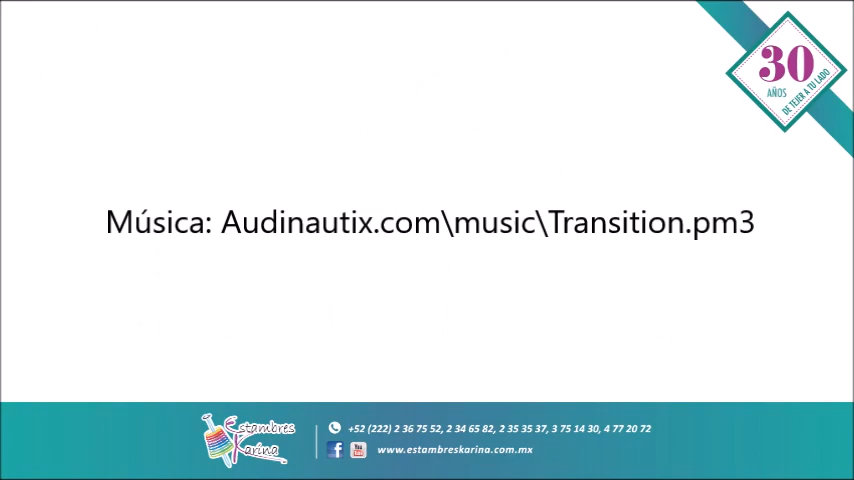 30
AÑOS
DE TEJER A TU LADO
Música: Audinautix.com\music\Transition.pm3
Estambres
Karina
+52 (222) 2 36 75 52, 2 34 65 82, 2 35 35 37, 3 75 14 30, 4 77 20 72
f You Tube www.estambreskarina.com.mx